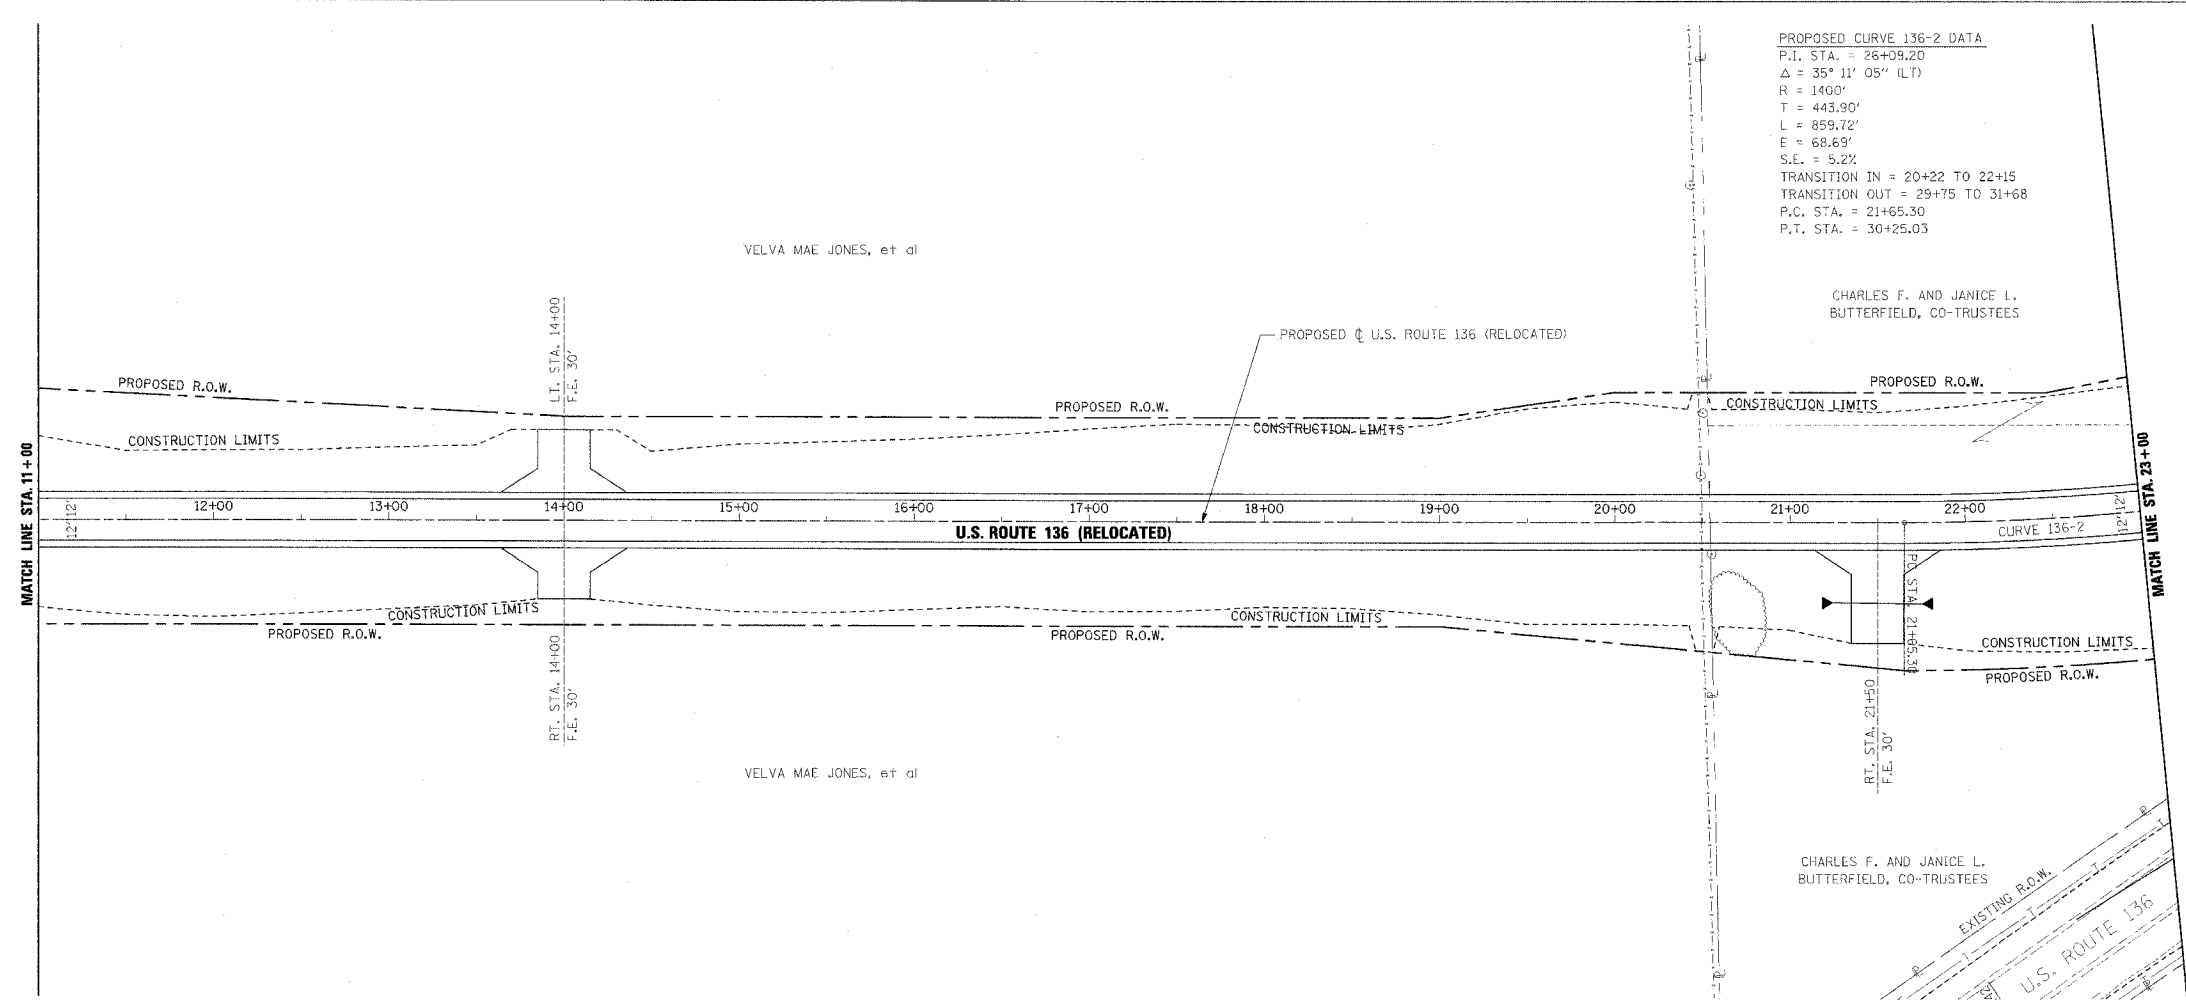 PROPOSED CURVE 136-2 DATA
P.I. STA. = 26+09.20
Δ = 35° 11' 05" (LT)
R = 1400'
T = 443.90'
L = 859.72'
E = 68.69'
S.E. = 5.2%
TRANSITION IN = 20+22 TO 22+15
TRANSITION OUT = 29+75 TO 31+68
P.C. STA. = 21+65.30
P.T. STA. = 30+25.03
VELVA MAE JONES, et al
CHARLES F. AND JANICE L.
BUTTERFIELD, CO-TRUSTEES
LT. STA. 14+00
F.E. 30'
PROPOSED ℄ U.S. ROUTE 136 (RELOCATED)
PROPOSED R.O.W.
PROPOSED R.O.W.
PROPOSED R.O.W.
CONSTRUCTION LIMITS
CONSTRUCTION LIMITS
CONSTRUCTION LIMITS
MATCH LINE STA. 11+00
MATCH LINE STA. 23+00
12' 12'
12+00
13+00
14+00
15+00
16+00
17+00
18+00
19+00
20+00
21+00
22+00
12' 12'
U.S. ROUTE 136 (RELOCATED)
CURVE 136-2
PC STA. 21+65.30
CONSTRUCTION LIMITS
CONSTRUCTION LIMITS
CONSTRUCTION LIMITS
PROPOSED R.O.W.
PROPOSED R.O.W.
PROPOSED R.O.W.
RT. STA. 14+00
F.E. 30'
RT. STA. 21+50
F.E. 30'
VELVA MAE JONES, et al
CHARLES F. AND JANICE L.
BUTTERFIELD, CO-TRUSTEES
EXISTING R.O.W.
U.S. ROUTE 136